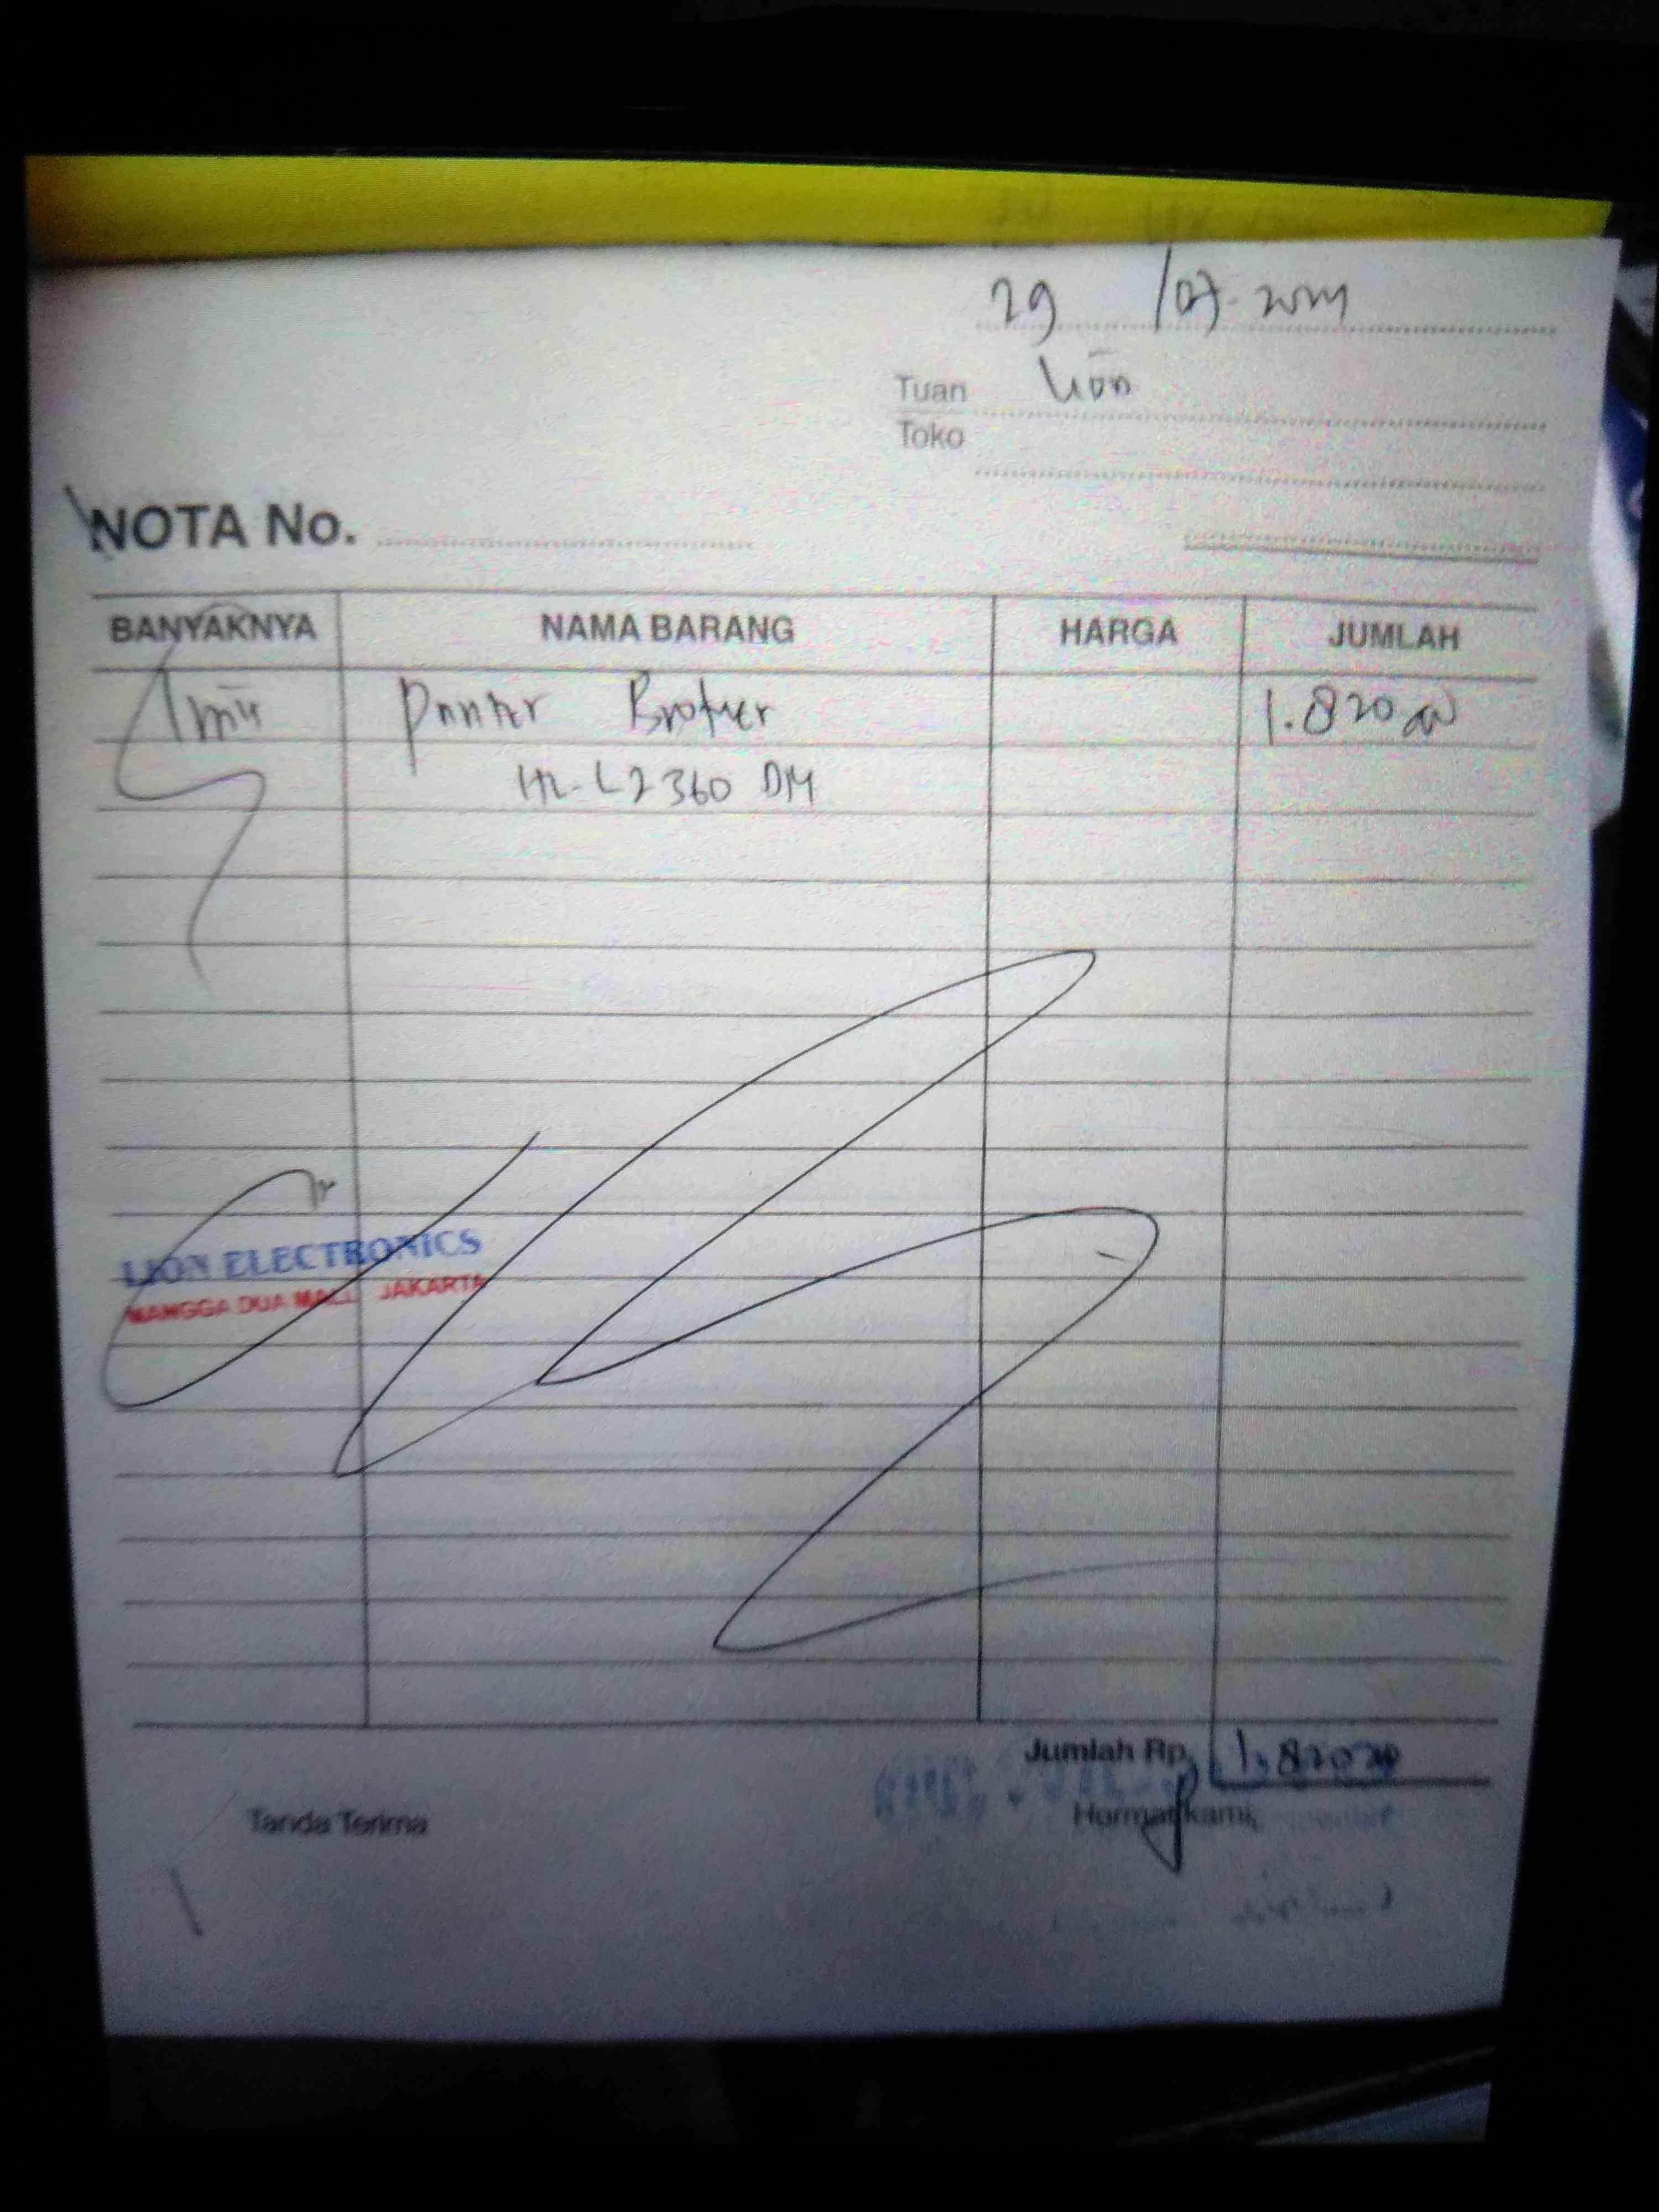 29 /07-2019
Tuan Lion
Toko
NOTA No.
BANYAKNYA NAMA BARANG HARGA JUMLAH
1 unit Printer Brother 1.820.000
HL-L2360 DN
LION ELECTRONICS
MANGGA DUA MALL JAKARTA
Jumlah Rp. 1.820.000
Tanda Terima Hormat kami,